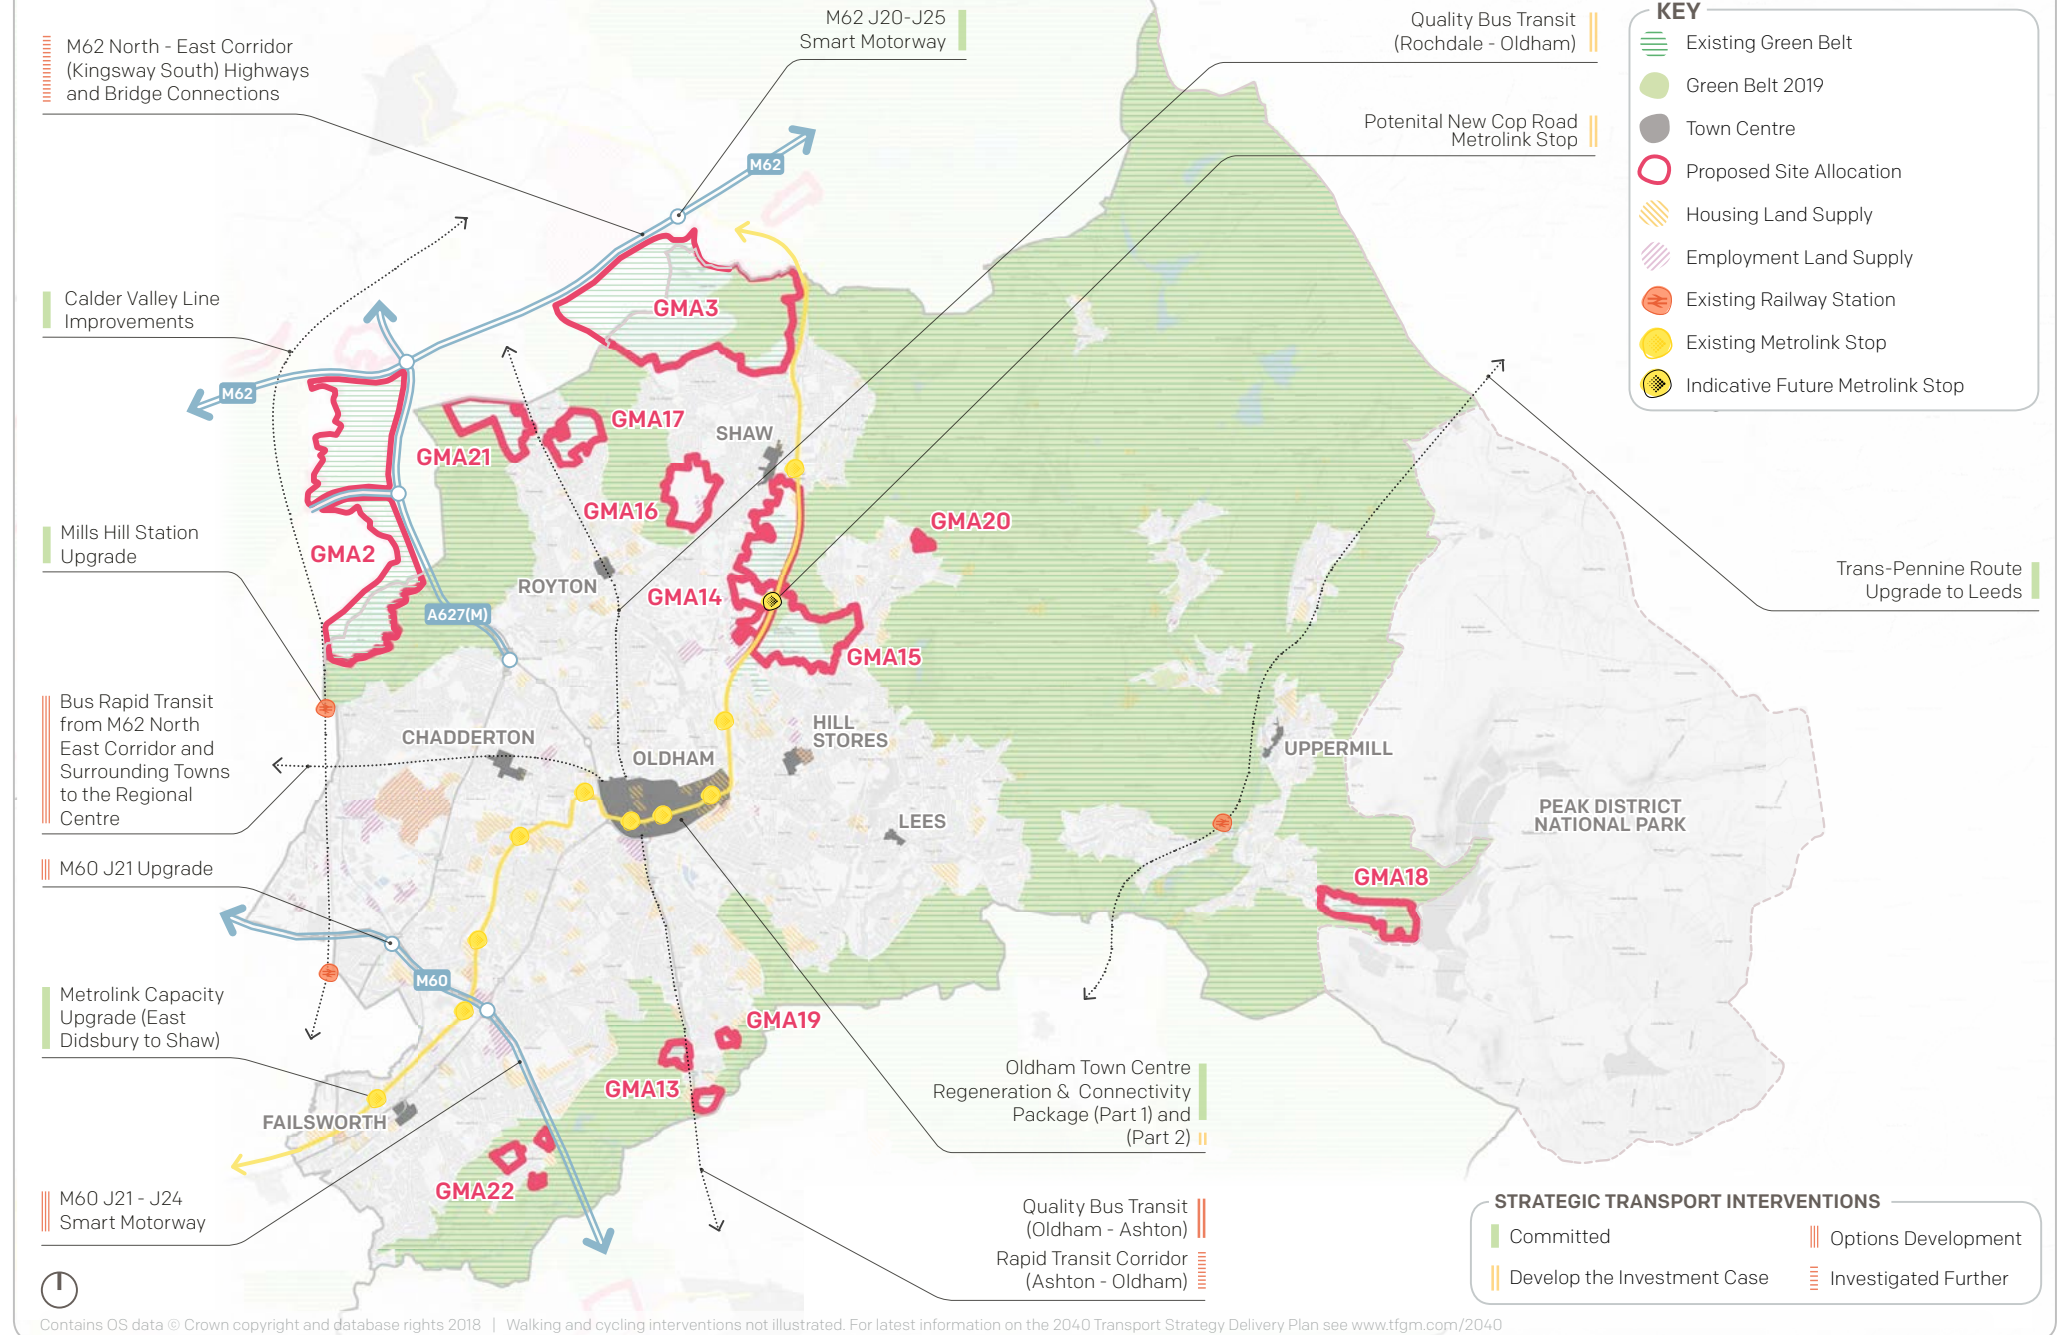 M62 North - East Corridor
(Kingsway South) Highways
and Bridge Connections
M62 J20-J25
Smart Motorway
Quality Bus Transit
(Rochdale - Oldham)
Potenital New Cop Road
Metrolink Stop
KEY
Existing Green Belt
Green Belt 2019
Town Centre
Proposed Site Allocation
Housing Land Supply
Employment Land Supply
Existing Railway Station
Existing Metrolink Stop
Indicative Future Metrolink Stop
M62
Calder Valley Line
Improvements
GMA3
M62
GMA17
SHAW
GMA21
GMA16
GMA20
Mills Hill Station
Upgrade
GMA2
ROYTON
GMA14
A627(M)
GMA15
Trans-Pennine Route
Upgrade to Leeds
Bus Rapid Transit
from M62 North
East Corridor and
Surrounding Towns
to the Regional
Centre
CHADDERTON
OLDHAM
HILL
STORES
UPPERMILL
LEES
PEAK DISTRICT
NATIONAL PARK
M60 J21 Upgrade
GMA18
M60
Metrolink Capacity
Upgrade (East
Didsbury to Shaw)
GMA19
GMA13
FAILSWORTH
GMA22
Oldham Town Centre
Regeneration & Connectivity
Package (Part 1) and
(Part 2)
M60 J21 - J24
Smart Motorway
Quality Bus Transit
(Oldham - Ashton)
Rapid Transit Corridor
(Ashton - Oldham)
STRATEGIC TRANSPORT INTERVENTIONS
Committed
Options Development
Develop the Investment Case
Investigated Further
Contains OS data © Crown copyright and database rights 2018 | Walking and cycling interventions not illustrated. For latest information on the 2040 Transport Strategy Delivery Plan see www.tfgm.com/2040